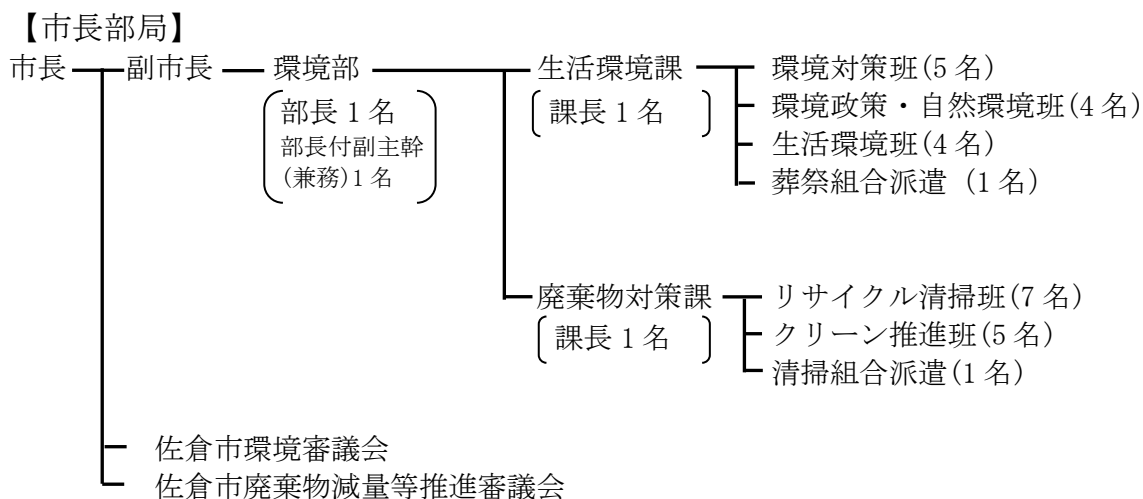 【市長部局】
市長 副市長 環境部 生活環境課 環境対策班(5名)
部長1名 課長1名 環境政策・自然環境班(4名)
部長付副主幹 生活環境班(4名)
(兼務)1名 葬祭組合派遣 (1名)
廃棄物対策課 リサイクル清掃班(7名)
課長1名 クリーン推進班(5名)
清掃組合派遣(1名)
佐倉市環境審議会
佐倉市廃棄物減量等推進審議会